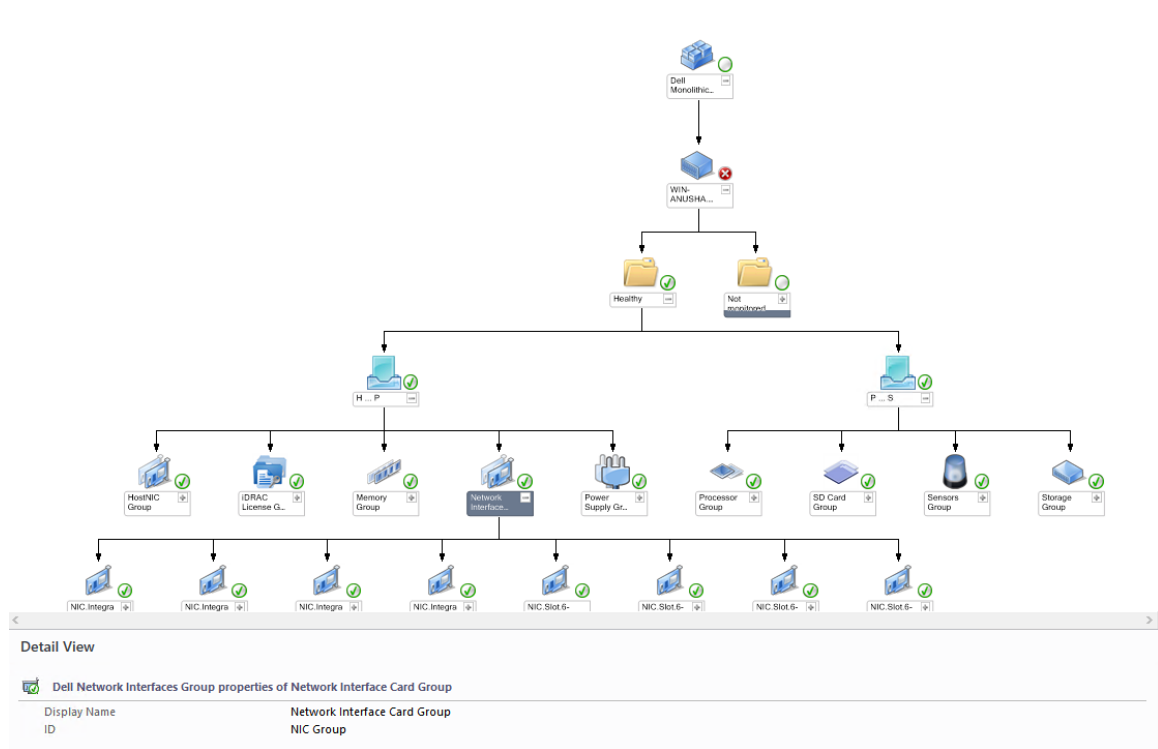 Dell
Monolithic...
WIN-
ANUSHA...
Healthy
Not
monitored
H ... P
P ... S
HostNIC
Group
iDRAC
License G...
Memory
Group
Network
Interface...
Power
Supply Gr...
Processor
Group
SD Card
Group
Sensors
Group
Storage
Group
NIC.Integra
NIC.Integra
NIC.Integra
NIC.Integra
NIC.Slot.6-
NIC.Slot.6-
NIC.Slot.6-
NIC.Slot.6-
Detail View
Dell Network Interfaces Group properties of Network Interface Card Group
Display Name Network Interface Card Group
ID NIC Group